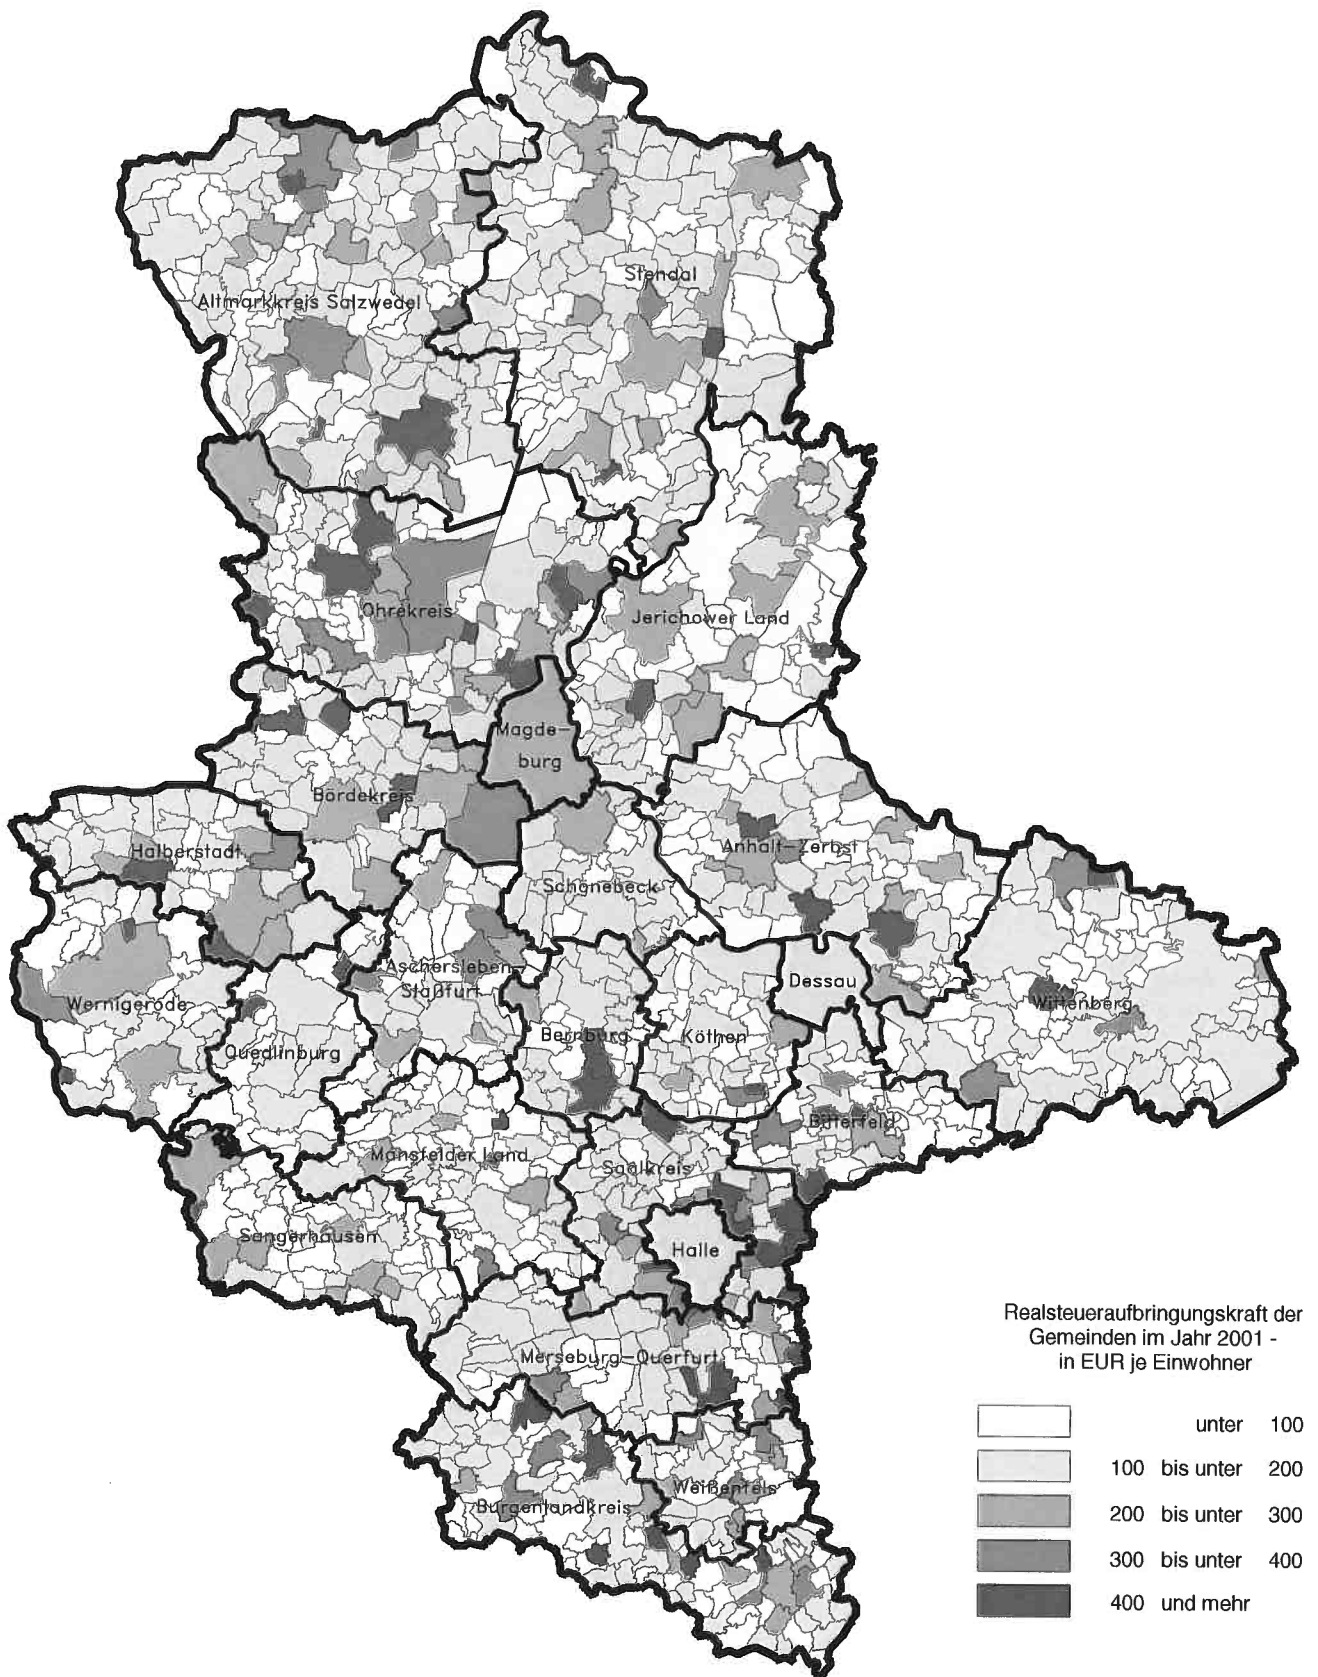 Stendal
Altmarkkreis Salzwedel
Ohrekreis
Jerichower Land
Magde-
burg
Bördekreis
Halberstadt
Anhalt-Zerbst
Schönebeck
Aschersleben-
Staßfurt
Dessau
Wernigerode
Wittenberg
Bernburg
Köthen
Quedlinburg
Bitterfeld
Mansfelder Land
Saalkreis
Sangerhausen
Halle
Merseburg-Querfurt
Weißenfels
Burgenlandkreis
Realsteueraufbringungskraft der
Gemeinden im Jahr 2001 -
in EUR je Einwohner
unter 100
100 bis unter 200
200 bis unter 300
300 bis unter 400
400 und mehr